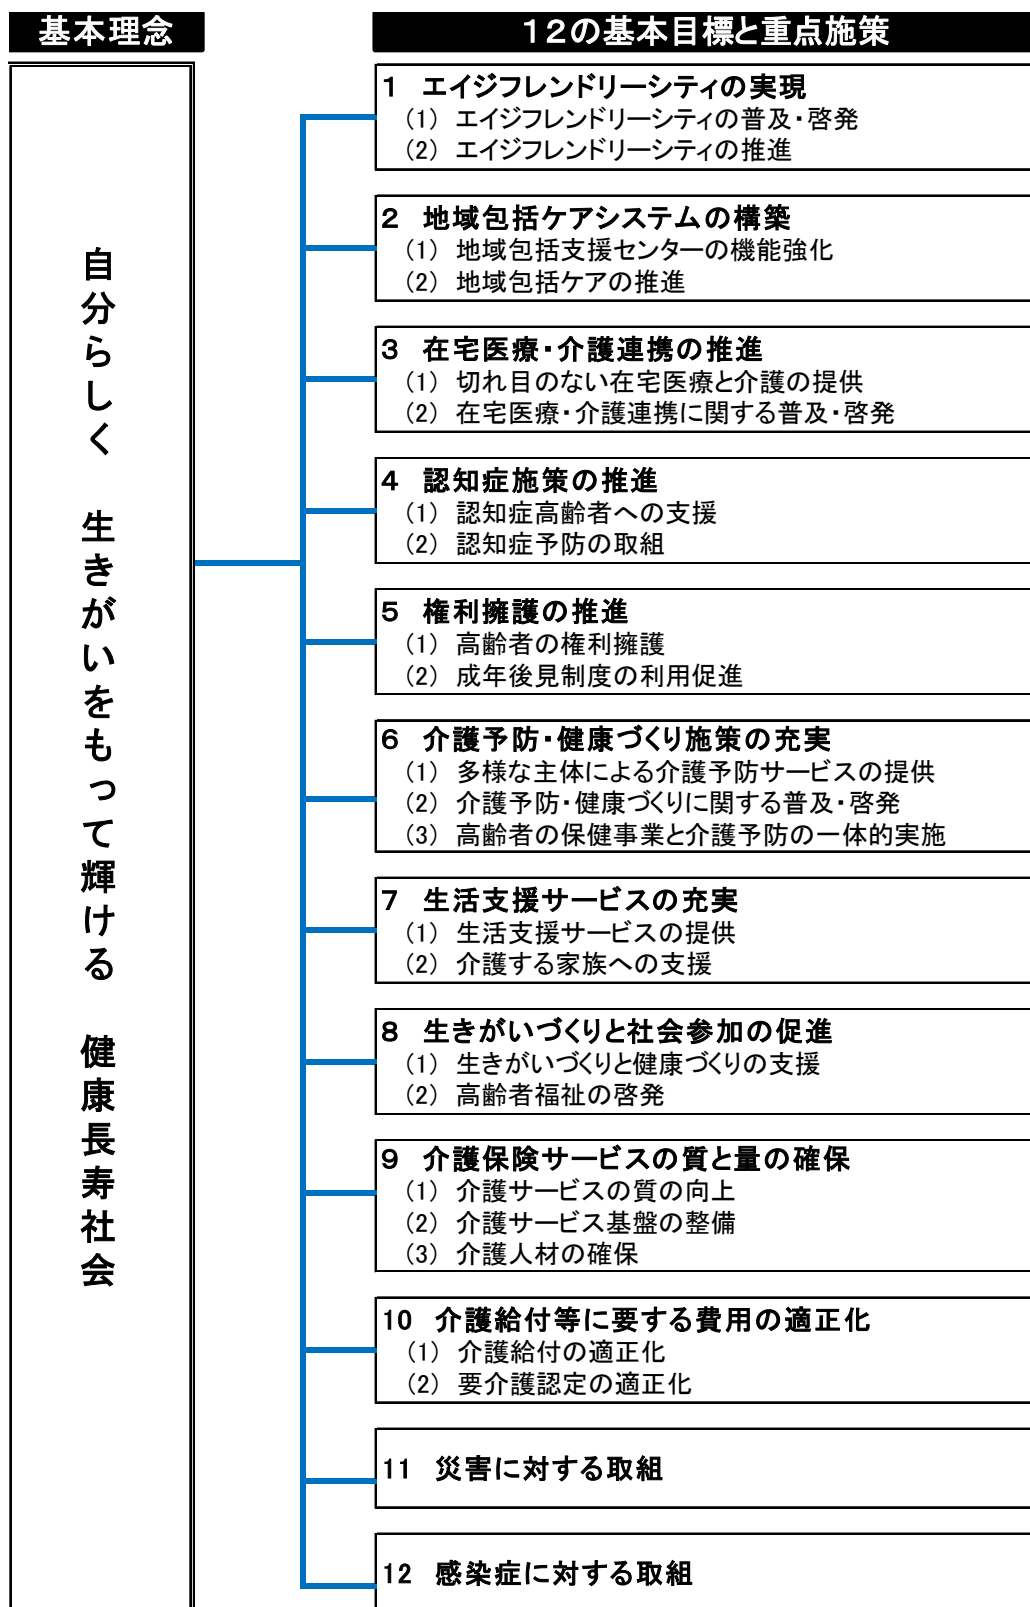 基本理念
自分らしく　生きがいをもって輝ける　健康長寿社会
１２の基本目標と重点施策
1　エイジフレンドリーシティの実現
(1)　エイジフレンドリーシティの普及・啓発
(2)　エイジフレンドリーシティの推進
2　地域包括ケアシステムの構築
(1)　地域包括支援センターの機能強化
(2)　地域包括ケアの推進
3　在宅医療・介護連携の推進
(1)　切れ目のない在宅医療と介護の提供
(2)　在宅医療・介護連携に関する普及・啓発
4　認知症施策の推進
(1)　認知症高齢者への支援
(2)　認知症予防の取組
5　権利擁護の推進
(1)　高齢者の権利擁護
(2)　成年後見制度の利用促進
6　介護予防・健康づくり施策の充実
(1)　多様な主体による介護予防サービスの提供
(2)　介護予防・健康づくりに関する普及・啓発
(3)　高齢者の保健事業と介護予防の一体的実施
7　生活支援サービスの充実
(1)　生活支援サービスの提供
(2)　介護する家族への支援
8　生きがいづくりと社会参加の促進
(1)　生きがいづくりと健康づくりの支援
(2)　高齢者福祉の啓発
9　介護保険サービスの質と量の確保
(1)　介護サービスの質の向上
(2)　介護サービス基盤の整備
(3)　介護人材の確保
10　介護給付等に要する費用の適正化
(1)　介護給付の適正化
(2)　要介護認定の適正化
11　災害に対する取組
12　感染症に対する取組